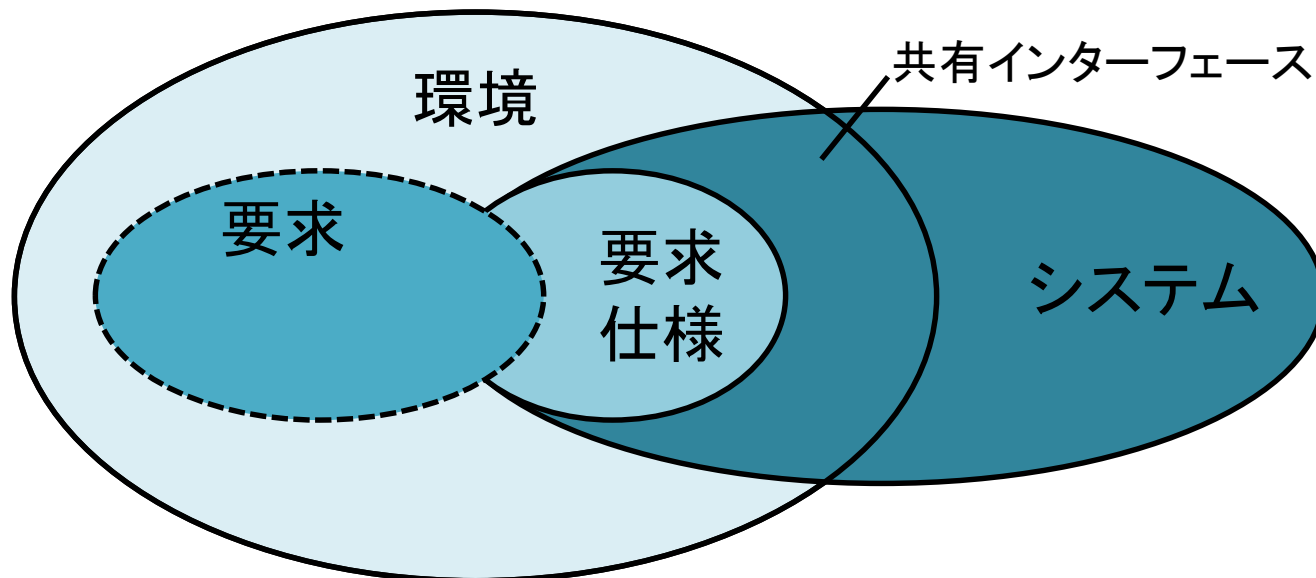 共有インターフェース
環境
要求
要求
仕様
システム